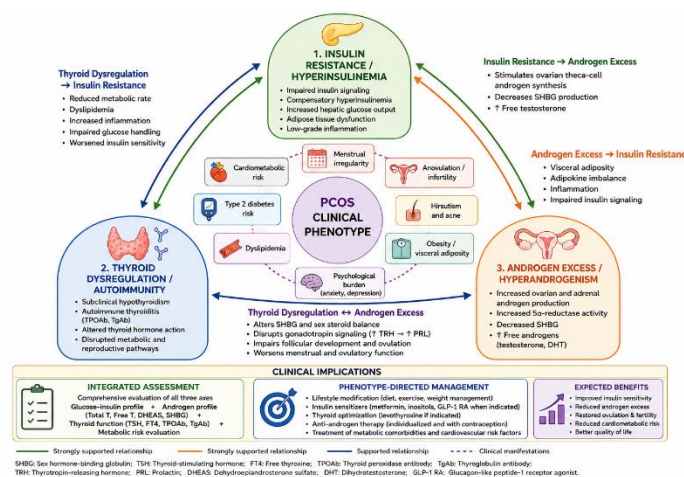 1. INSULIN
RESISTANCE /
HYPERINSULINEMIA
• Impaired insulin signaling
• Compensatory hyperinsulinemia
• Increased hepatic glucose output
• Adipose tissue dysfunction
• Low-grade inflammation
Thyroid Dysregulation
→ Insulin Resistance
• Reduced metabolic rate
• Dyslipidemia
• Increased inflammation
• Impaired glucose handling
• Worsened insulin sensitivity
Insulin Resistance → Androgen Excess
• Stimulates ovarian theca-cell
androgen synthesis
• Decreases SHBG production
• ↑ Free testosterone
Androgen Excess → Insulin Resistance
• Visceral adiposity
• Adipokine imbalance
• Inflammation
• Impaired insulin signaling
Menstrual
irregularity
Cardiometabolic
risk
Anovulation /
infertility
Type 2 diabetes
risk
PCOS
CLINICAL
PHENOTYPE
Hirsutism and acne
Dyslipidemia
Obesity /
visceral adiposity
Psychological
burden
(anxiety, depression)
2. THYROID
DYSREGULATION /
AUTOIMMUNITY
• Subclinical hypothyroidism
• Autoimmune thyroiditis
(TPOAb, TgAb)
• Altered thyroid hormone action
• Disrupted metabolic and
reproductive pathways
3. ANDROGEN EXCESS /
HYPERANDROGENISM
• Increased ovarian and adrenal
androgen production
• Increased 5α-reductase activity
• Decreased SHBG
• ↑ Free androgens
(testosterone, DHT)
Thyroid Dysregulation ↔ Androgen Excess
• Alters SHBG and sex steroid balance
• Disrupts gonadotropin signaling (↑ TRH → ↑ PRL)
• Impairs follicular development and ovulation
• Worsens menstrual and ovulatory function
CLINICAL IMPLICATIONS
INTEGRATED ASSESSMENT
Comprehensive evaluation of all three axes
Glucose–insulin profile + Androgen profile
(Total T, Free T, DHEAS, SHBG) +
Thyroid function (TSH, FT4, TPOAb, TgAb) +
Metabolic risk evaluation
PHENOTYPE-DIRECTED MANAGEMENT
• Lifestyle modification (diet, exercise, weight management)
• Insulin sensitizers (metformin, inositols, GLP-1 RA when indicated)
• Thyroid optimization (levothyroxine if indicated)
• Anti-androgen therapy (individualized and with contraception)
• Treatment of metabolic comorbidities and cardiovascular risk factors
EXPECTED BENEFITS
• Improved insulin sensitivity
• Reduced androgen excess
• Restored ovulation & fertility
• Reduced cardiometabolic risk
• Better quality of life
Strongly supported relationship
Strongly supported relationship
Supported relationship
Clinical manifestations
SHBG: Sex hormone-binding globulin; TSH: Thyroid-stimulating hormone; FT4: Free thyroxine; TPOAb: Thyroid peroxidase antibody; TgAb: Thyroglobulin antibody;
TRH: Thyrotropin-releasing hormone; PRL: Prolactin; DHEAS: Dehydroepiandrosterone sulfate; DHT: Dihydrotestosterone; GLP-1 RA: Glucagon-like peptide-1 receptor agonist.